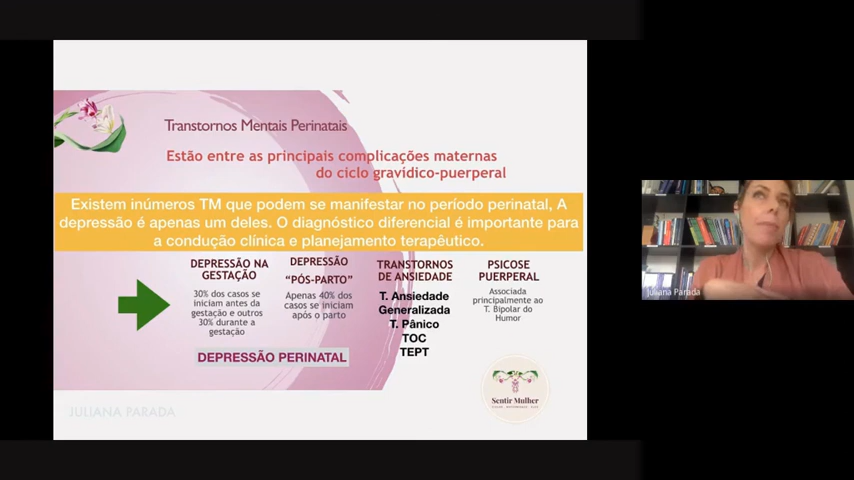 Transtornos Mentais Perinatais
Estão entre as principais complicações maternas
do ciclo gravídico-puerperal
Existem inúmeros TM que podem se manifestar no período perinatal, A
depressão é apenas um deles. O diagnóstico diferencial é importante para
a condução clínica e planejamento terapêutico.
DEPRESSÃO NA
GESTAÇÃO
30% dos casos se
iniciam antes da
gestação e outros
30% durante a
gestação
DEPRESSÃO
“PÓS-PARTO”
Apenas 40% dos
casos se iniciam
após o parto
DEPRESSÃO PERINATAL
TRANSTORNOS
DE ANSIEDADE
T. Ansiedade
Generalizada
T. Pânico
TOC
TEPT
PSICOSE
PUERPERAL
Associada
principalmente ao
T. Bipolar do
Humor
Sentir Mulher
JULIANA PARADA
Juliana Parada